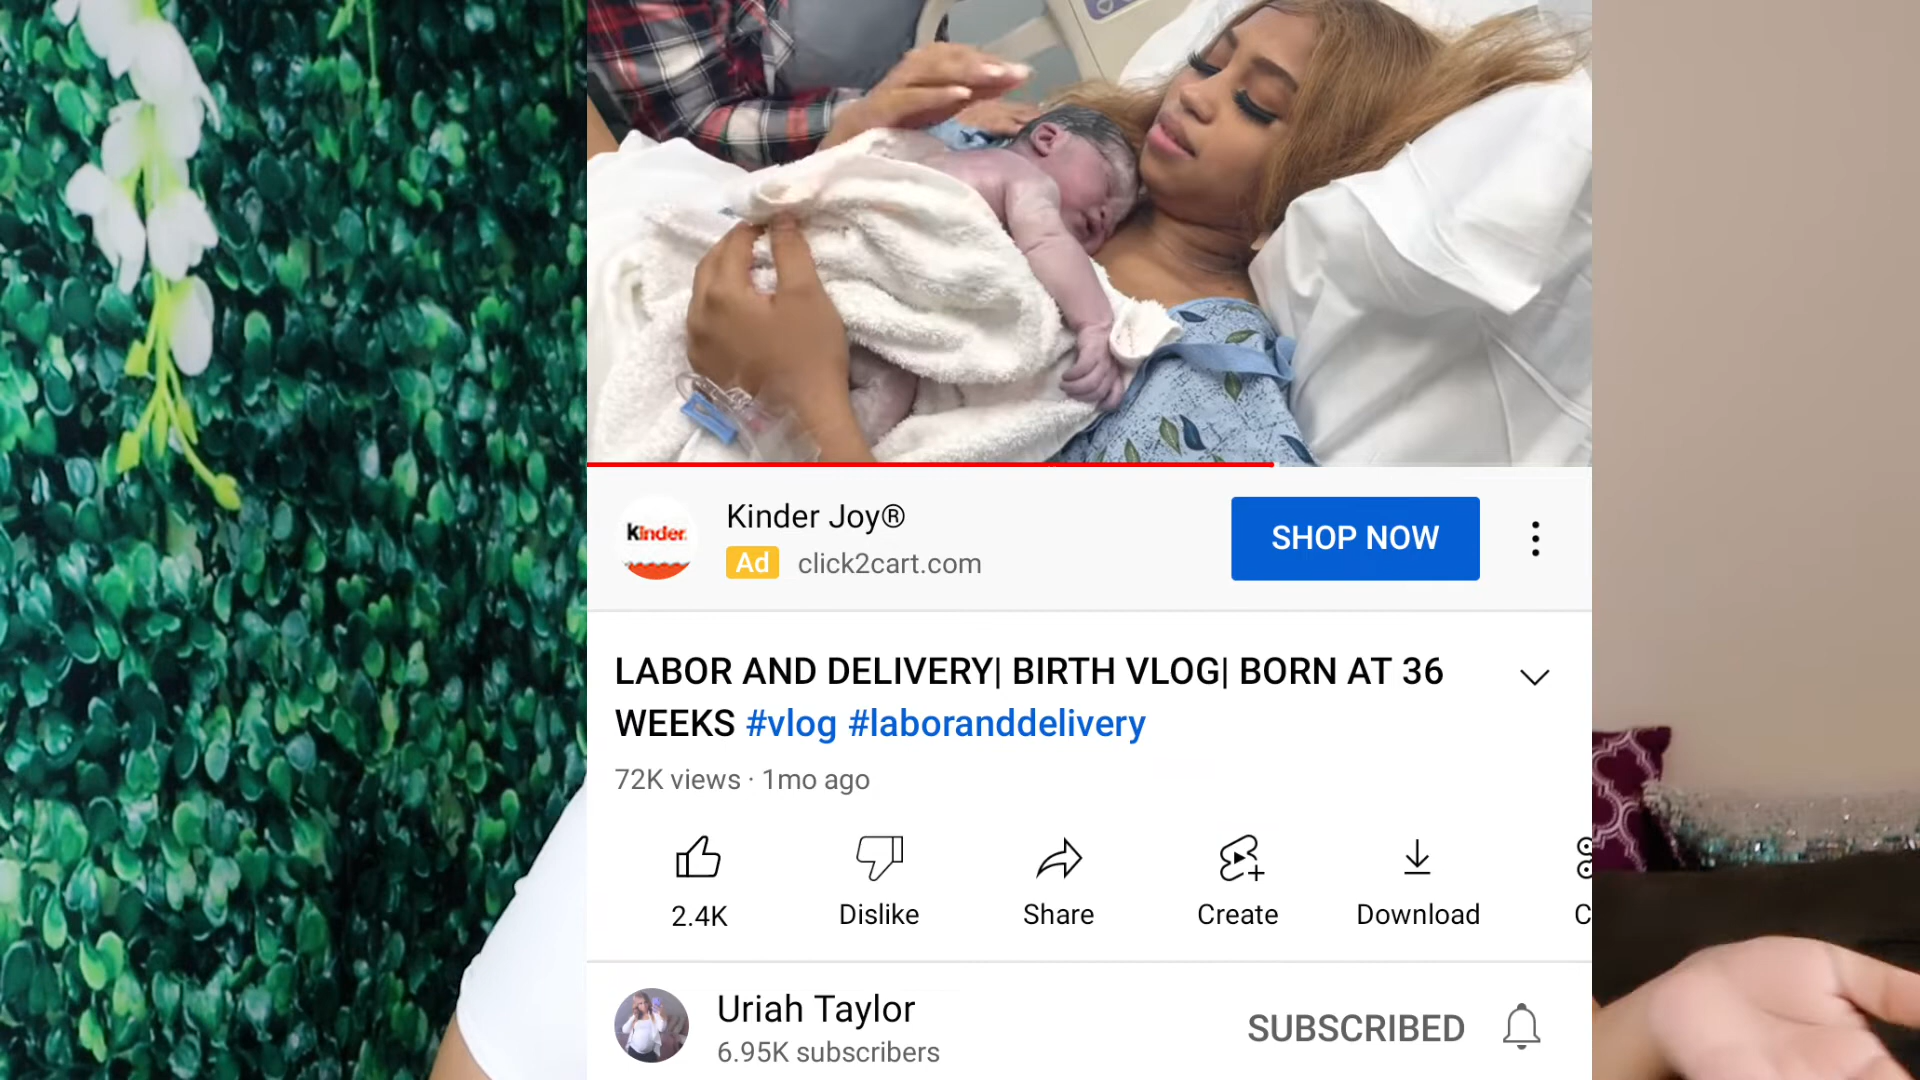 Kinder
Kinder Joy®
Ad click2cart.com
SHOP NOW
LABOR AND DELIVERY| BIRTH VLOG| BORN AT 36
WEEKS #vlog #laboranddelivery
72K views · 1mo ago
2.4K
Dislike
Share
Create
Download
C
Uriah Taylor
6.95K subscribers
SUBSCRIBED